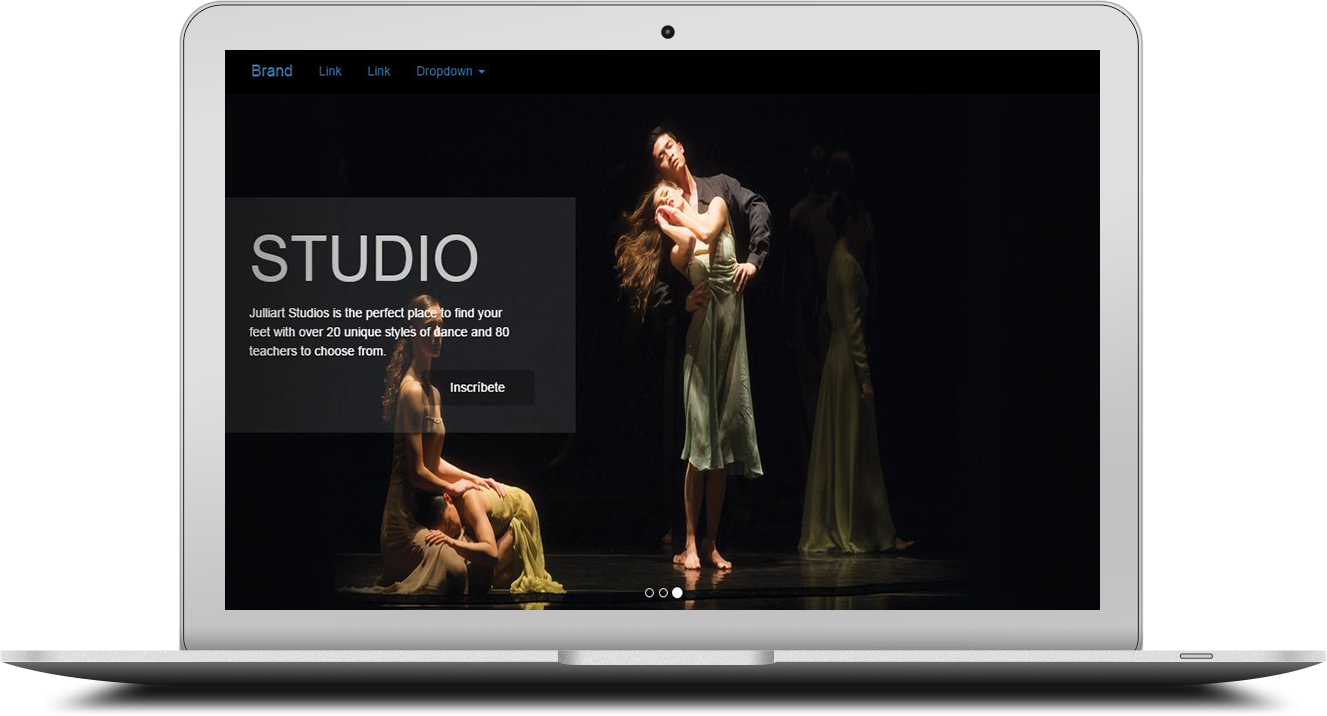 Brand Link Link Dropdown
STUDIO
Julliart Studios is the perfect place to find your
feet with over 20 unique styles of dance and 80
teachers to choose from.
Inscríbete